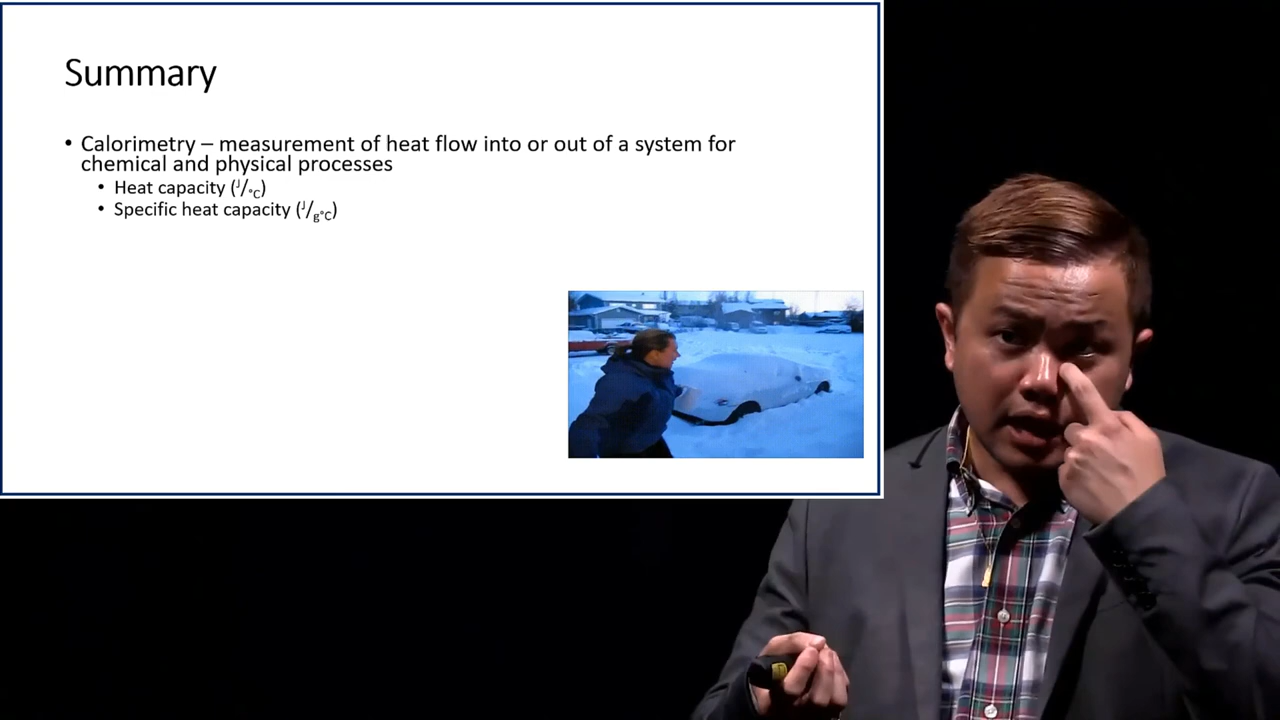 Summary
• Calorimetry – measurement of heat flow into or out of a system for
chemical and physical processes
• Heat capacity (J/°C)
• Specific heat capacity (J/g°C)